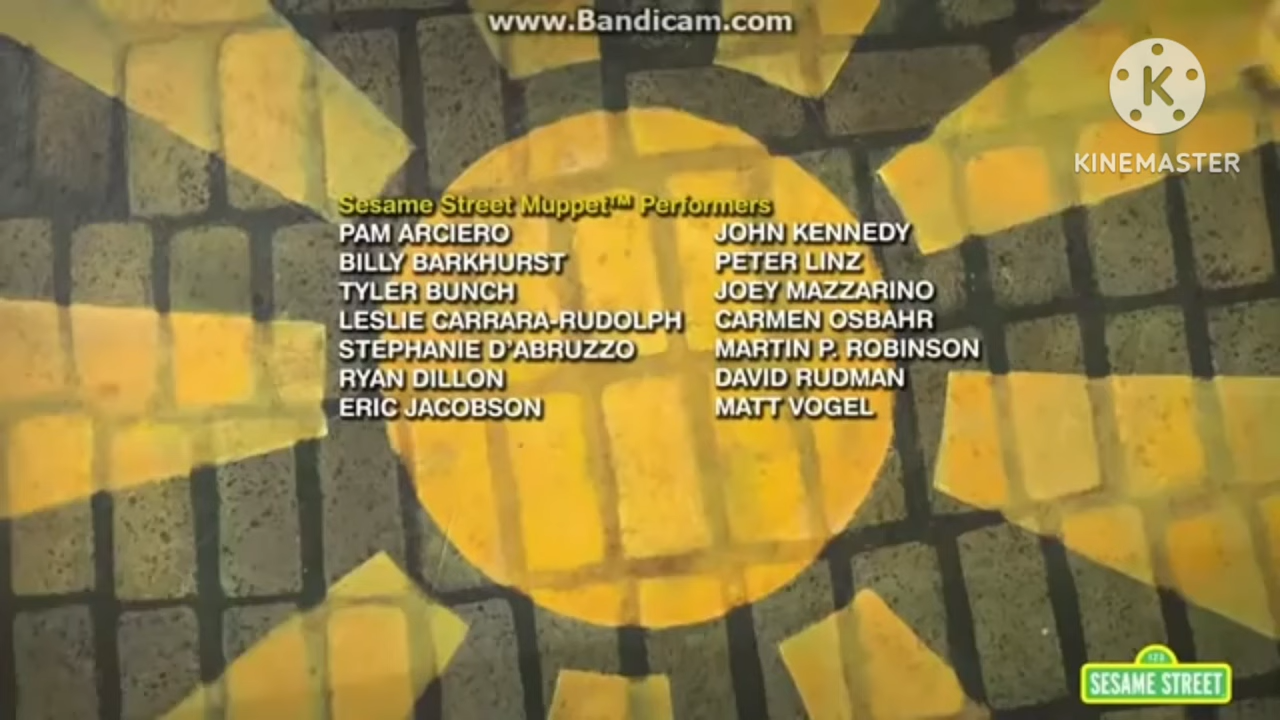 www.Bandicam.com
K
KINEMASTER
Sesame Street Muppet™ Performers
PAM ARCIERO
BILLY BARKHURST
TYLER BUNCH
LESLIE CARRARA-RUDOLPH
STEPHANIE D'ABRUZZO
RYAN DILLON
ERIC JACOBSON
JOHN KENNEDY
PETER LINZ
JOEY MAZZARINO
CARMEN OSBAHR
MARTIN P. ROBINSON
DAVID RUDMAN
MATT VOGEL
123
SESAME STREET